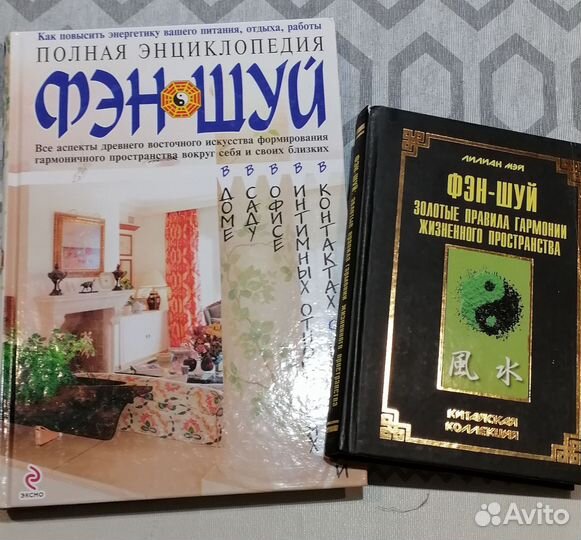 Как повысить энергетику вашего питания, отдыха, работы
ПОЛНАЯ ЭНЦИКЛОПЕДИЯ
ФЭН ШУЙ
Все аспекты древнего восточного искусства формирования
гармоничного пространства вокруг себя и своих близких
В ДОМЕ
В САДУ
В ОФИСЕ
В ИНТИМНЫХ
В КОНТАКТАХ С
ЭКСМО
ЛИЛИАН МЭЙ
ФЭН-ШУЙ
ЗОЛОТЫЕ ПРАВИЛА ГАРМОНИИ
ЖИЗНЕННОГО ПРОСТРАНСТВА
風水
КИТАЙСКАЯ
КОЛЛЕКЦИЯ
Avito